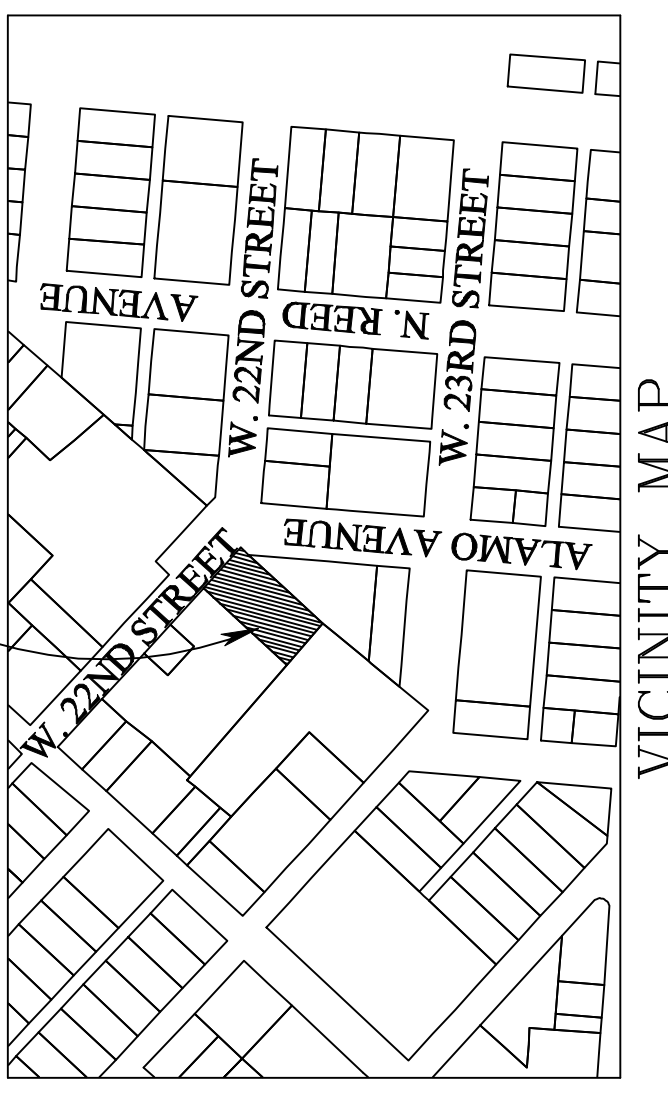 W. 22ND STREET
W. 23RD STREET
N. REED
AVENUE
ALAMO AVENUE
W. 22ND STREET
VICINITY MAP